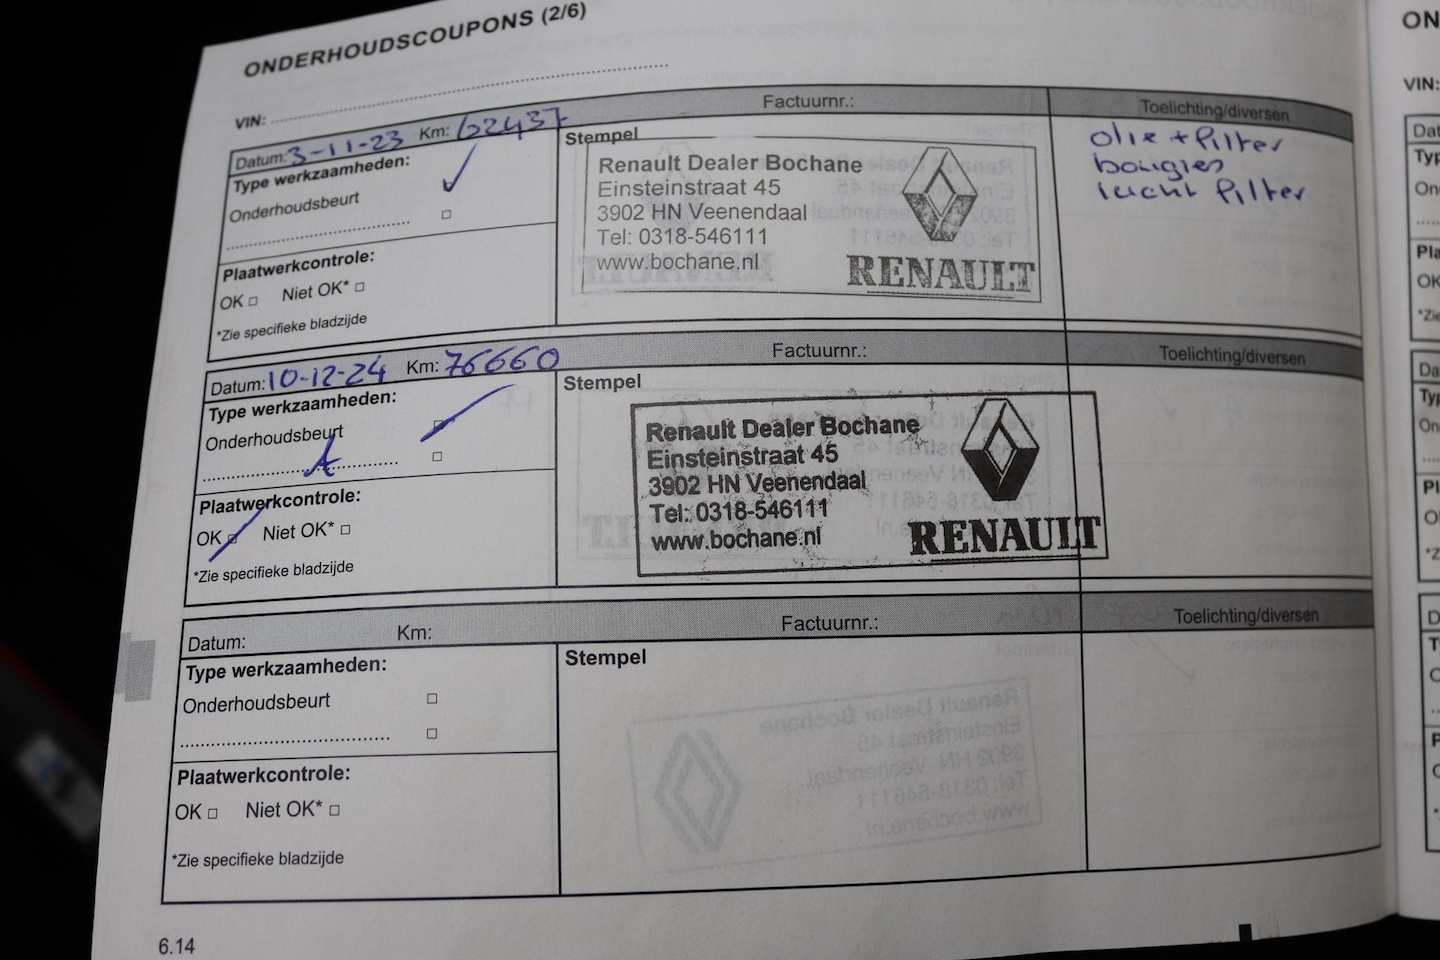 ONDERHOUDSCOUPONS (2/6)
VIN:
Datum: 3-11-23 Km: 62437 Factuurnr.: Toelichting/diversen
Type werkzaamheden:
Onderhoudsbeurt
Plaatwerkcontrole:
OK Niet OK*
*Zie specifieke bladzijde
Stempel
Renault Dealer Bochane
Einsteinstraat 45
3902 HN Veenendaal
Tel: 0318-546111
www.bochane.nl
RENAULT
olie + filter
bougies
lucht filter
Datum: 10-12-24 Km: 76660 Factuurnr.: Toelichting/diversen
Type werkzaamheden:
Onderhoudsbeurt
A
Plaatwerkcontrole:
OK Niet OK*
*Zie specifieke bladzijde
Stempel
Renault Dealer Bochane
Einsteinstraat 45
3902 HN Veenendaal
Tel: 0318-546111
www.bochane.nl
RENAULT
Datum: Km: Factuurnr.: Toelichting/diversen
Type werkzaamheden:
Onderhoudsbeurt
Plaatwerkcontrole:
OK Niet OK*
*Zie specifieke bladzijde
Stempel
6.14
VIN: